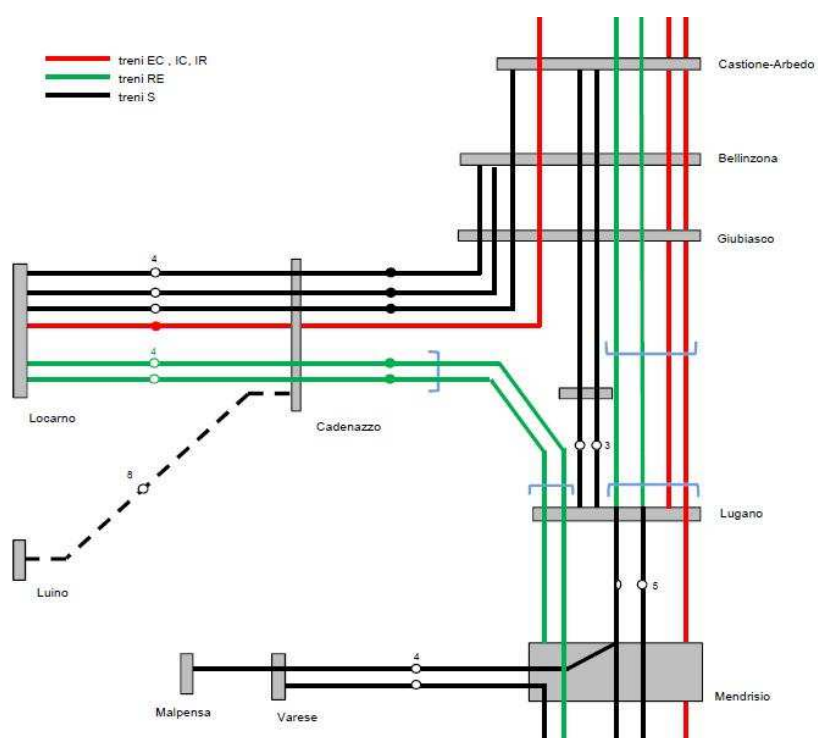 treni EC , IC, IR
treni RE
treni S
Castione-Arbedo
Bellinzona
Giubiasco
4
4
Locarno
Cadenazzo
8
3
Lugano
Luino
5
4
Malpensa
Varese
Mendrisio